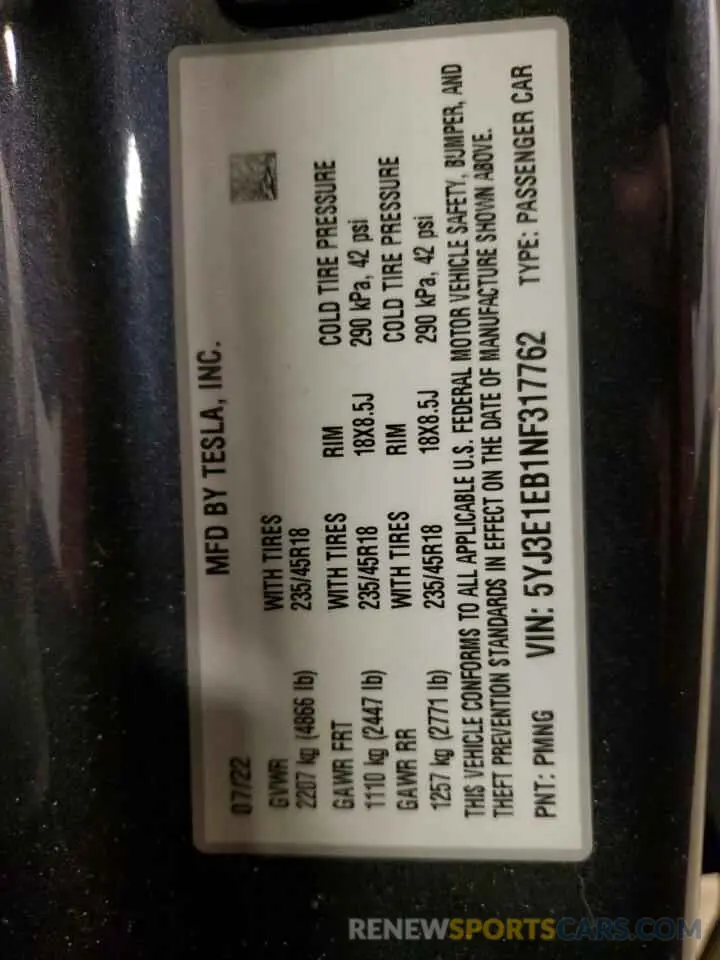 MFD BY TESLA, INC.
07/22
GVWR WITH TIRES
2207 kg (4866 lb) 235/45R18
GAWR FRT WITH TIRES RIM COLD TIRE PRESSURE
1110 kg (2447 lb) 235/45R18 18X8.5J 290 kPa, 42 psi
GAWR RR WITH TIRES RIM COLD TIRE PRESSURE
1257 kg (2771 lb) 235/45R18 18X8.5J 290 kPa, 42 psi
THIS VEHICLE CONFORMS TO ALL APPLICABLE U.S. FEDERAL MOTOR VEHICLE SAFETY, BUMPER, AND
THEFT PREVENTION STANDARDS IN EFFECT ON THE DATE OF MANUFACTURE SHOWN ABOVE.
PNT: PMNG VIN: 5YJ3E1EB1NF317762 TYPE: PASSENGER CAR
RENEWSPORTSCARS.COM